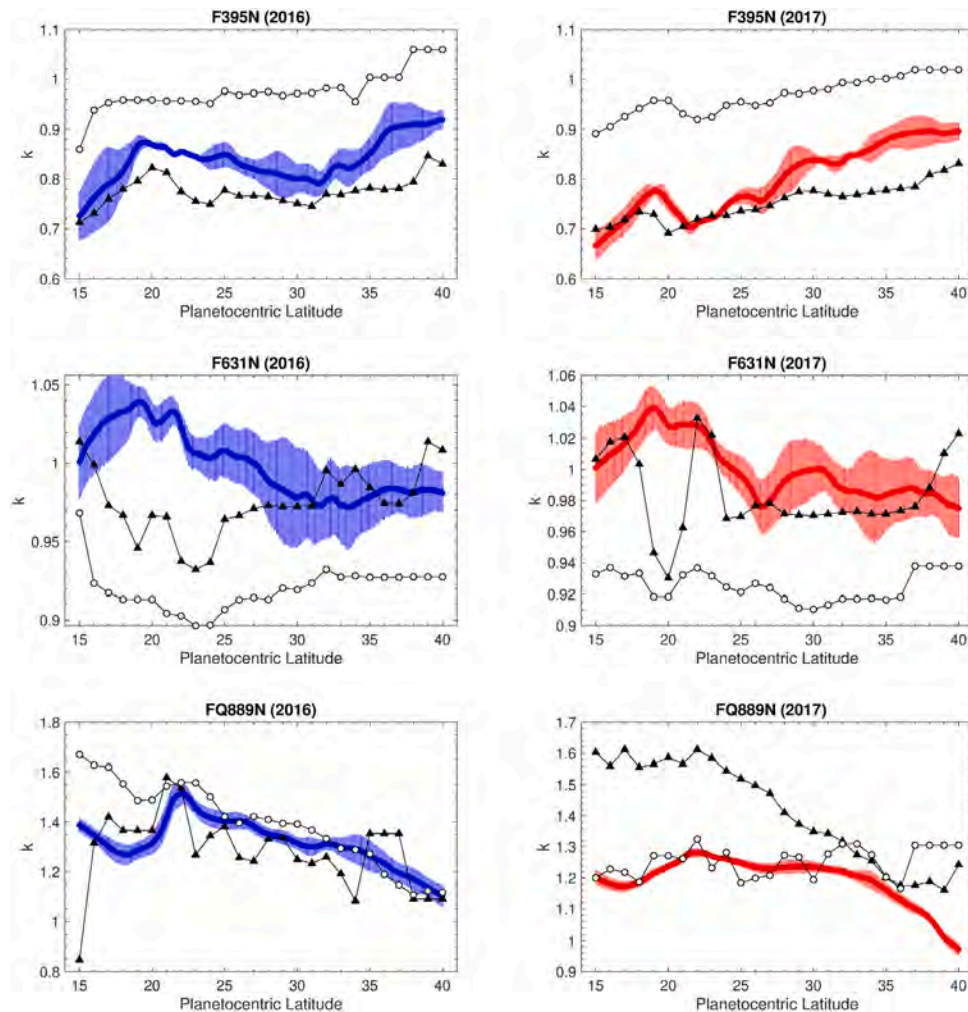 F395N (2016)
1.1
1
0.9
0.8
0.7
0.6
k
15 20 25 30 35 40
Planetocentric Latitude
F395N (2017)
1.1
1
0.9
0.8
0.7
0.6
k
15 20 25 30 35 40
Planetocentric Latitude
F631N (2016)
1.05
1
0.95
0.9
k
15 20 25 30 35 40
Planetocentric Latitude
F631N (2017)
1.06
1.04
1.02
1
0.98
0.96
0.94
0.92
0.9
k
15 20 25 30 35 40
Planetocentric Latitude
FQ889N (2016)
1.8
1.6
1.4
1.2
1
0.8
k
15 20 25 30 35 40
Planetocentric Latitude
FQ889N (2017)
1.7
1.6
1.5
1.4
1.3
1.2
1.1
1
0.9
k
15 20 25 30 35 40
Planetocentric Latitude